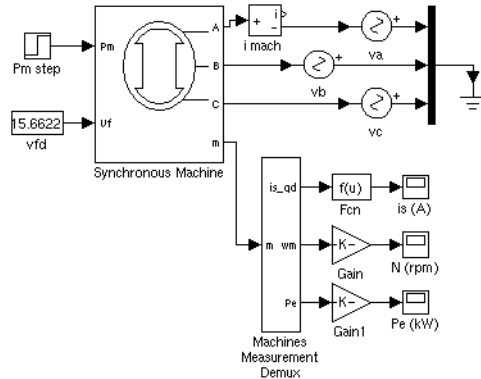 A
+ i -
i mach
+
va
Pm step
Pm
B
+
vb
15.6622
vfd
Vf
C
+
vc
m
Synchronous Machine
is_qd
f(u)
Fcn
is (A)
m wm
K-
Gain
N (rpm)
Pe
K-
Gain1
Pe (kW)
Machines
Measurement
Demux